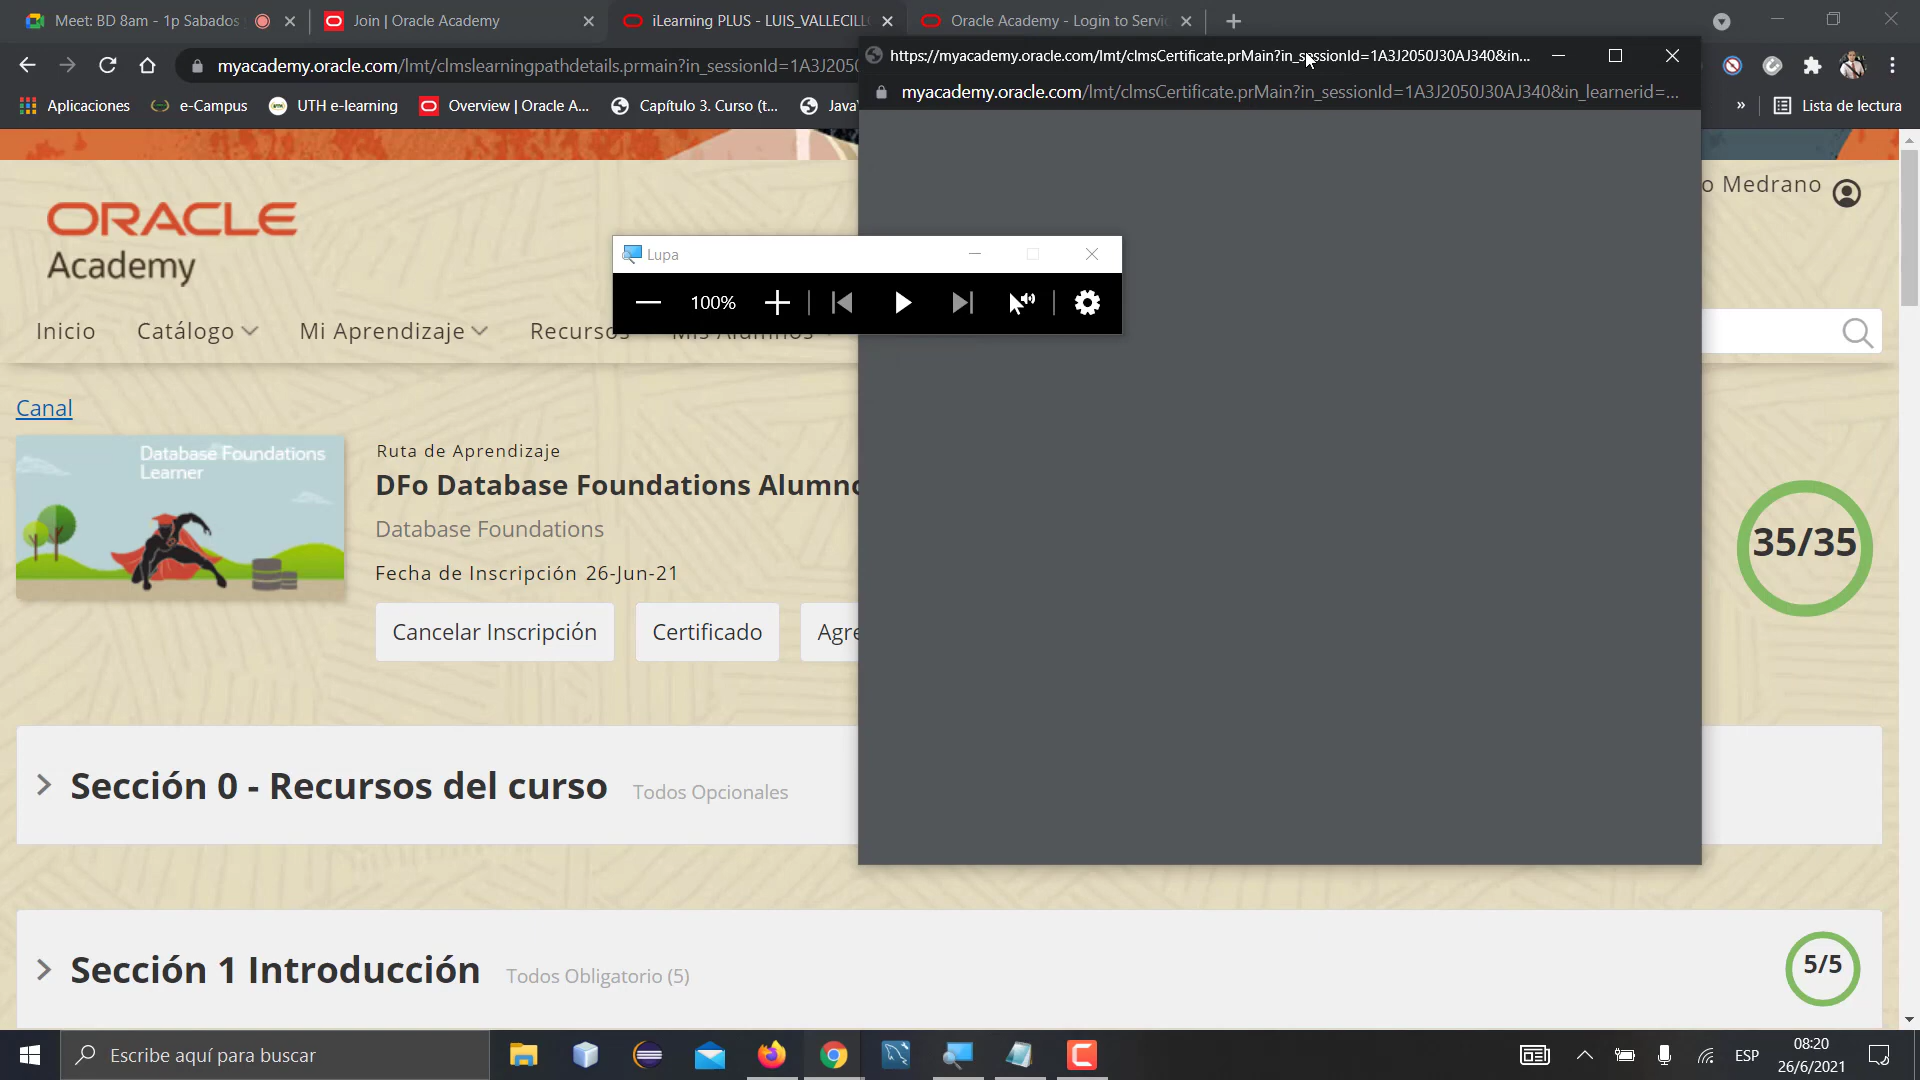 Meet: BD 8am - 1p Sabados
Join | Oracle Academy
iLearning PLUS - LUIS_VALLECILL
Oracle Academy - Login to Servic
myacademy.oracle.com/lmt/clmslearningpathdetails.prmain?in_sessionId=1A3J2050
https://myacademy.oracle.com/lmt/clmsCertificate.prMain?in_sessionId=1A3J2050J30AJ340&in...
myacademy.oracle.com/lmt/clmsCertificate.prMain?in_sessionId=1A3J2050J30AJ340&in_learnerid=...
Aplicaciones
e-Campus
UTH e-learning
Overview | Oracle A...
Capítulo 3. Curso (t...
Java
»
Lista de lectura
ORACLE
Academy
o Medrano
Lupa
100%
Inicio
Catálogo
Mi Aprendizaje
Recursos
Mis Alumnos
Canal
Database Foundations
Learner
Ruta de Aprendizaje
DFo Database Foundations Alumno
Database Foundations
Fecha de Inscripción 26-Jun-21
Cancelar Inscripción
Certificado
Agre
35/35
Sección 0 - Recursos del curso
Todos Opcionales
Sección 1 Introducción
Todos Obligatorio (5)
5/5
Escribe aquí para buscar
ESP
08:20
26/6/2021